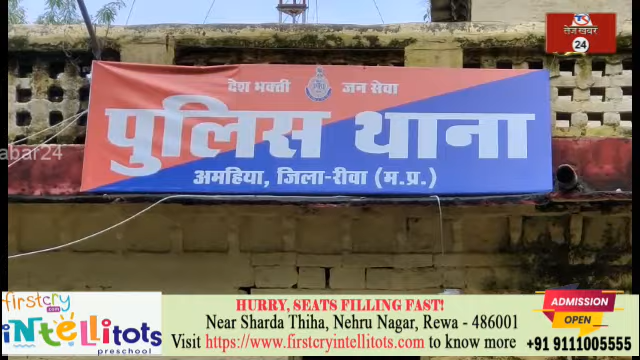 तेजखबर
24
देश भक्ती जन सेवा
पुलिस थाना
अमहिया, जिला-रीवा (म.प्र.)
abar24
firstcry
intellitots
preschool
HURRY, SEATS FILLING FAST!
Near Sharda Thiha, Nehru Nagar, Rewa - 486001
Visit https://www.firstcryintellitots.com to know more
ADMISSION
OPEN
+91 9111005555